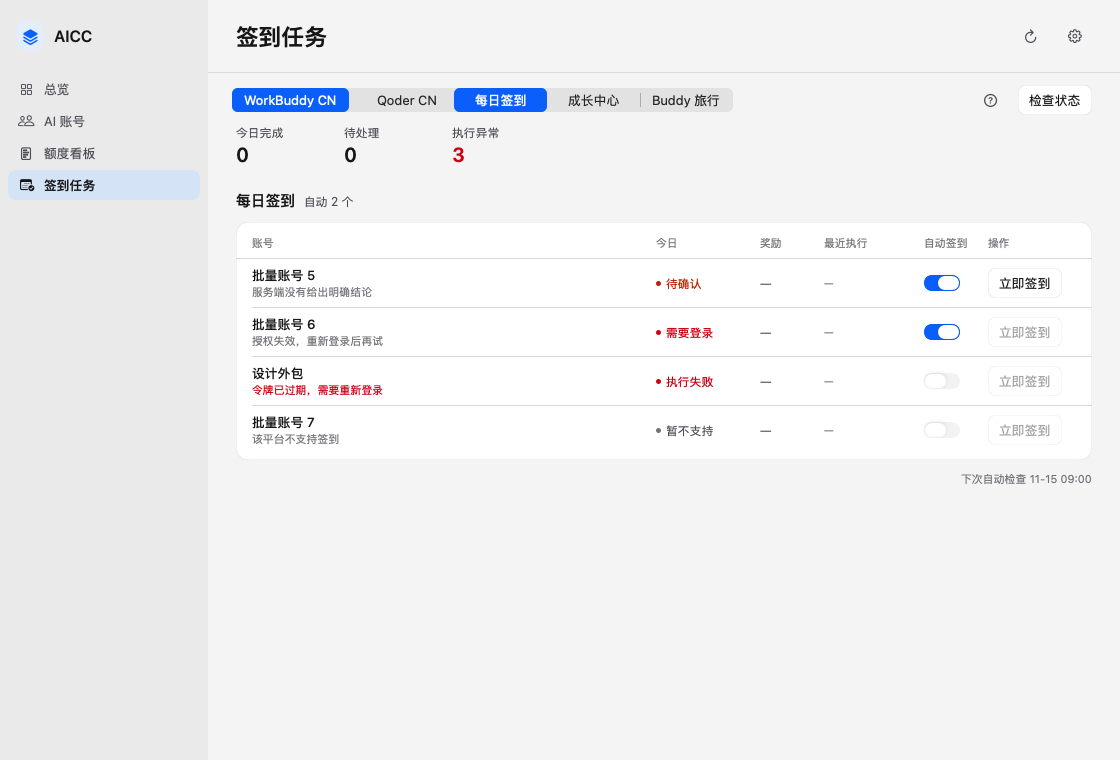 AICC
总览
AI 账号
额度看板
签到任务
签到任务
WorkBuddy CN
Qoder CN
每日签到
成长中心
Buddy 旅行
检查状态
今日完成
待处理
执行异常
0
0
3
每日签到 自动 2 个
账号 今日 奖励 最近执行 自动签到 操作
批量账号 5
服务端没有给出明确结论
待确认 — — 立即签到
批量账号 6
授权失效，重新登录后再试
需要登录 — — 立即签到
设计外包
令牌已过期，需要重新登录
执行失败 — — 立即签到
批量账号 7
该平台不支持签到
暂不支持 — — 立即签到
下次自动检查 11-15 09:00